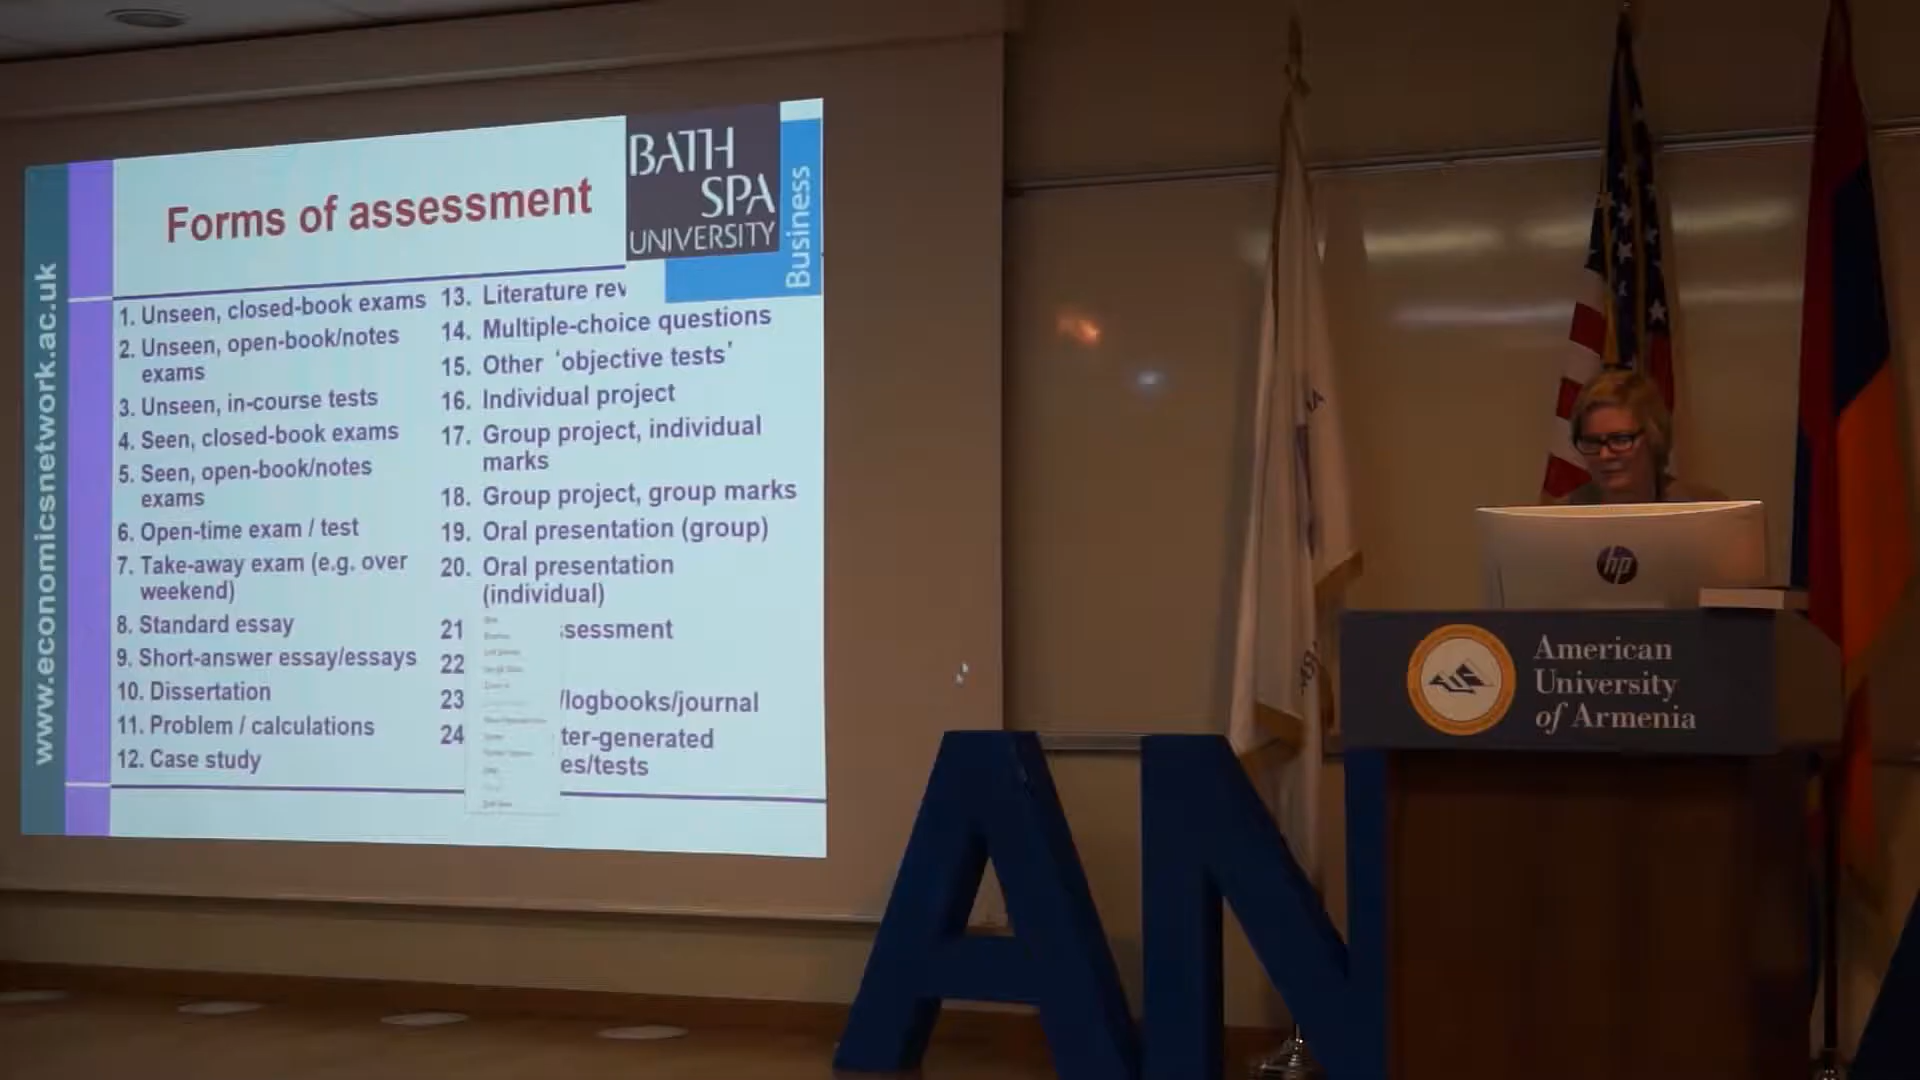 www.economicsnetwork.ac.uk
Forms of assessment
BATH
SPA
UNIVERSITY
Business
1. Unseen, closed-book exams
2. Unseen, open-book/notes
exams
3. Unseen, in-course tests
4. Seen, closed-book exams
5. Seen, open-book/notes
exams
6. Open-time exam / test
7. Take-away exam (e.g. over
weekend)
8. Standard essay
9. Short-answer essay/essays
10. Dissertation
11. Problem / calculations
12. Case study
13. Literature rev
14. Multiple-choice questions
15. Other 'objective tests'
16. Individual project
17. Group project, individual
marks
18. Group project, group marks
19. Oral presentation (group)
20. Oral presentation
(individual)
21 sessment
22
23 /logbooks/journal
24 ter-generated
es/tests
hp
American
University
of Armenia
AN